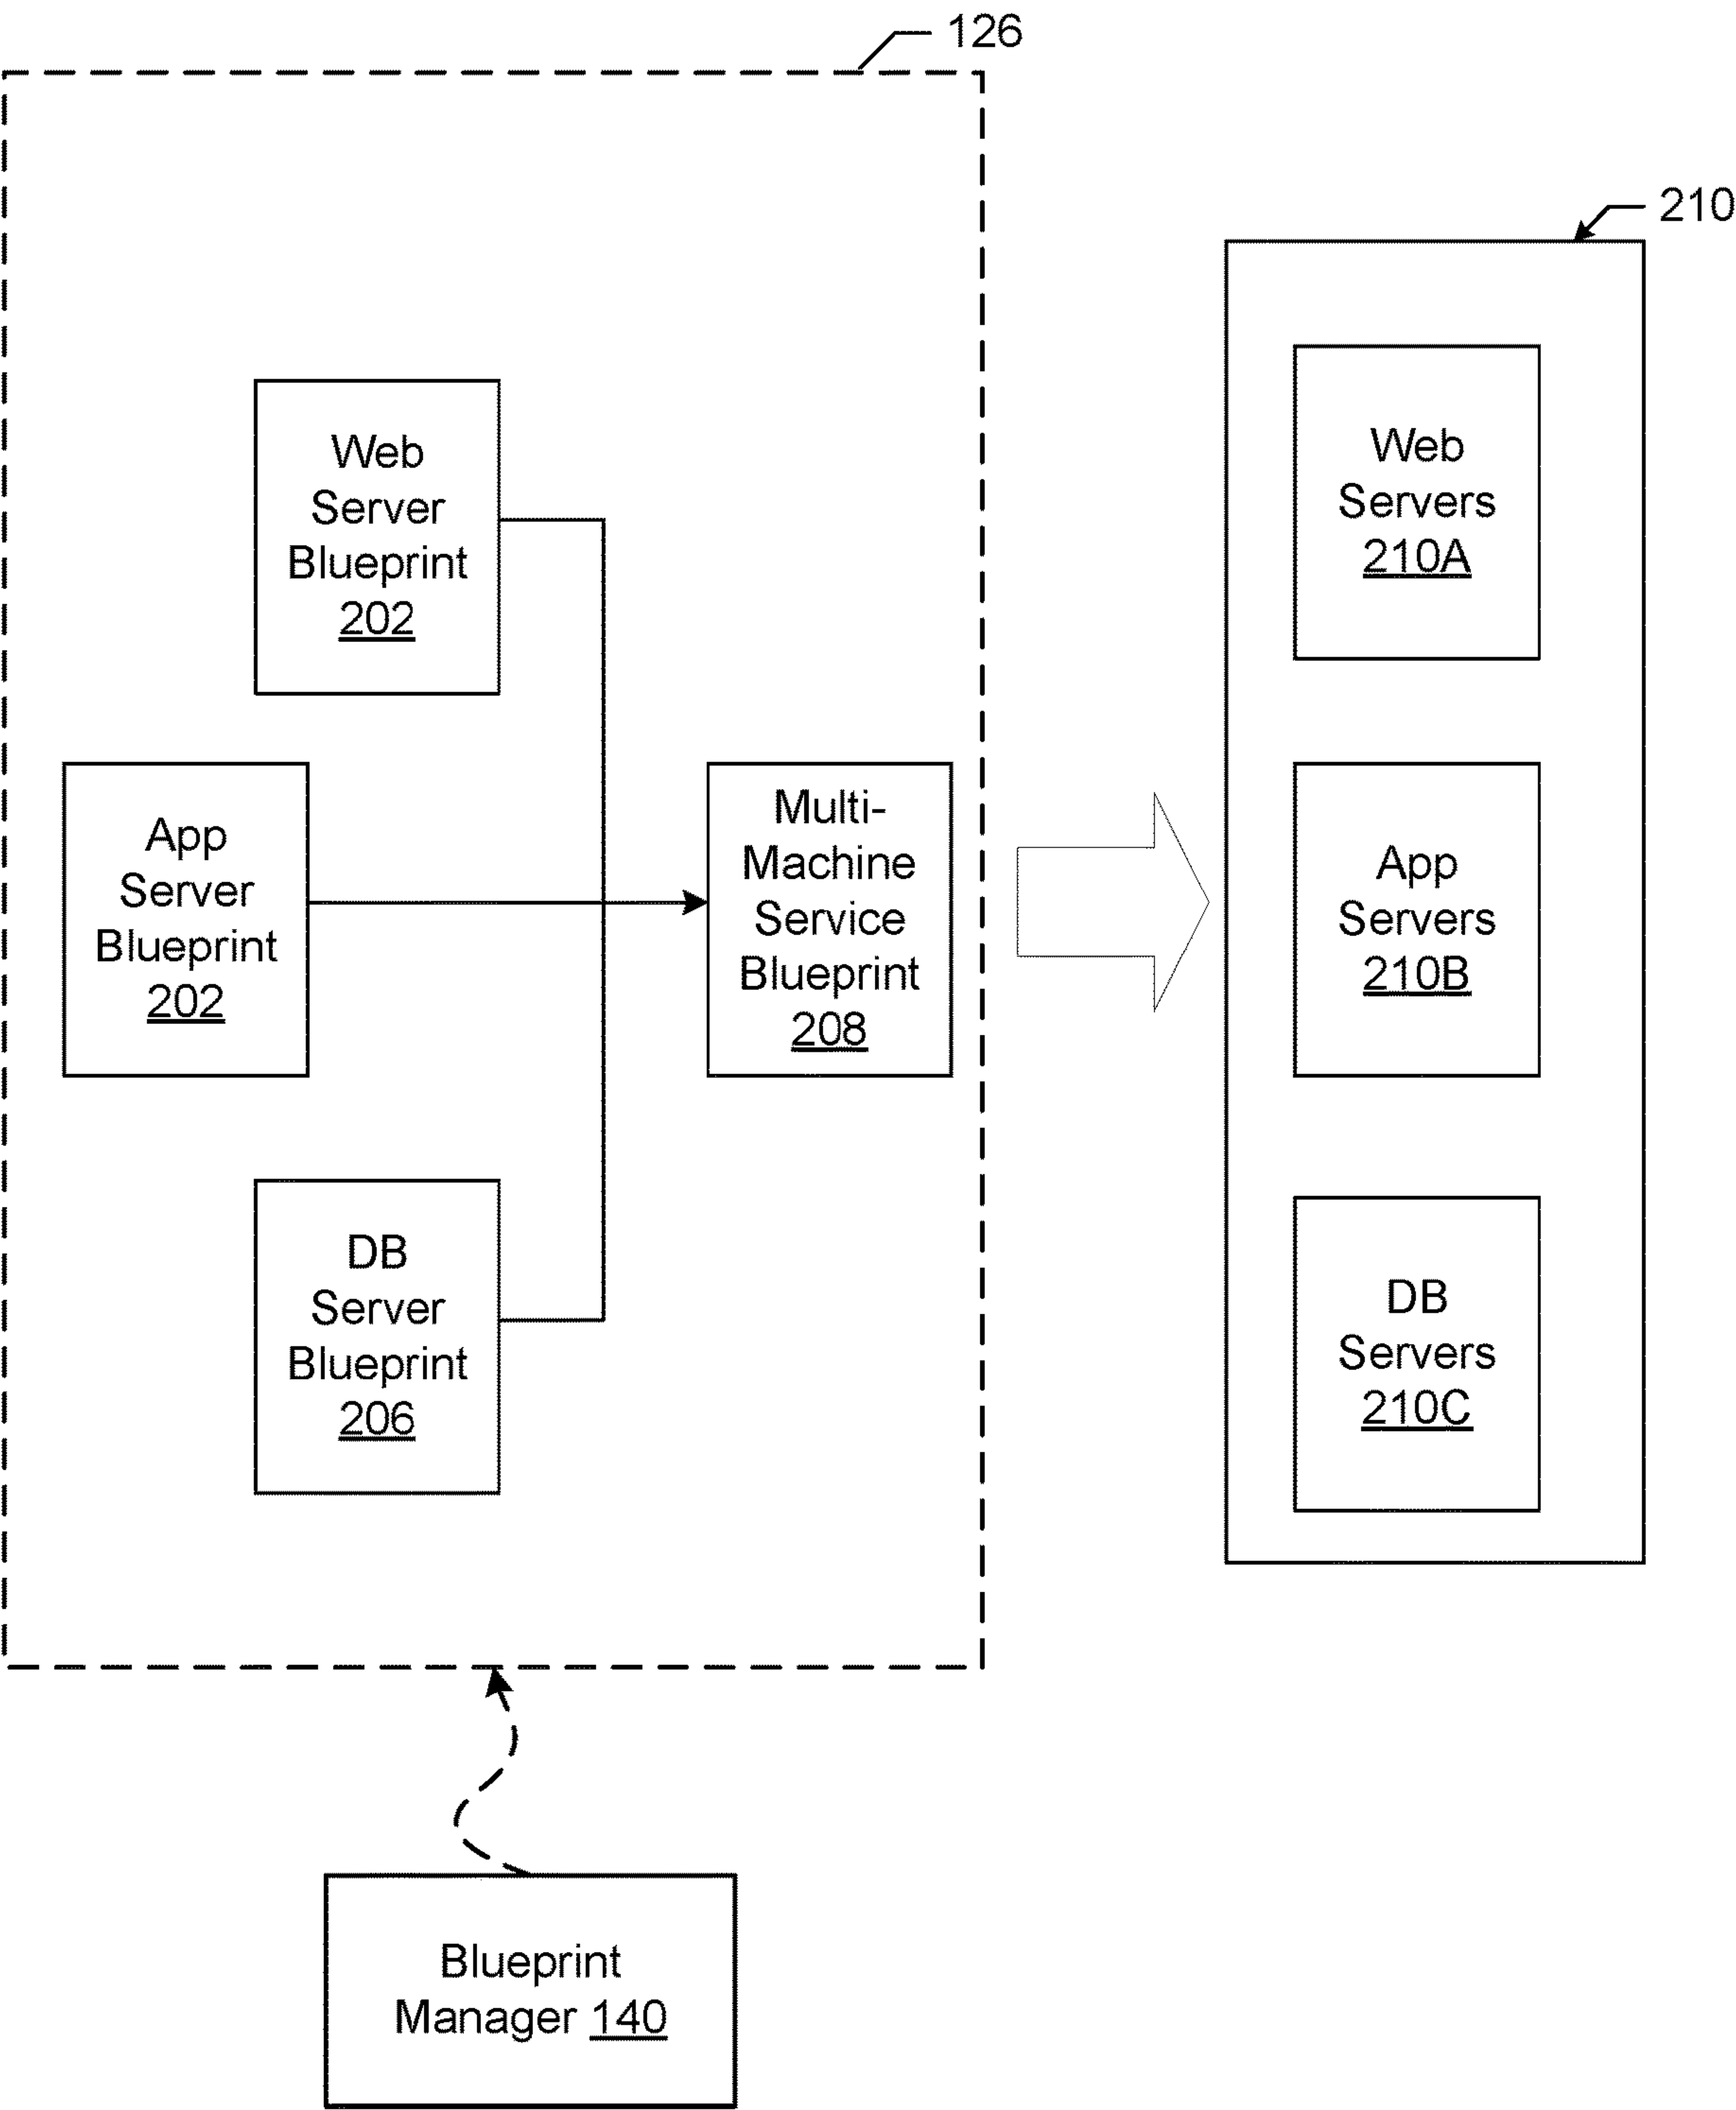 126
210
Web
Server
Blueprint
202
App
Server
Blueprint
202
DB
Server
Blueprint
206
Multi-
Machine
Service
Blueprint
208
Web
Servers
210A
App
Servers
210B
DB
Servers
210C
Blueprint
Manager 140